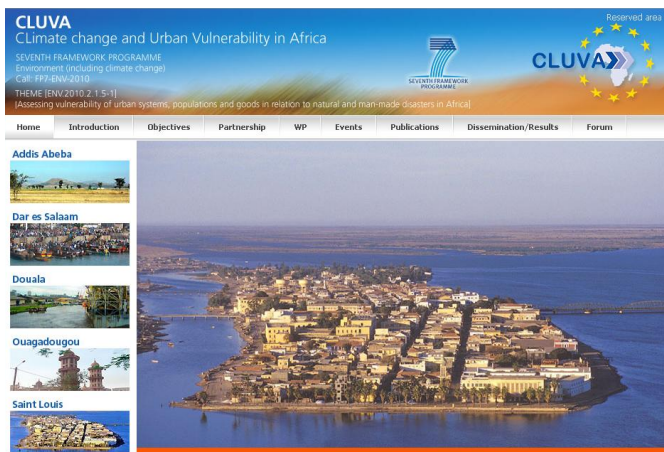 CLUVA
CLimate change and Urban Vulnerability in Africa
SEVENTH FRAMEWORK PROGRAMME
Environment (including climate change)
Call: FP7-ENV-2010
THEME [ENV.2010.2.1.5-1]
[Assessing vulnerability of urban systems, populations and goods in relation to natural and man-made disasters in Africa]
SEVENTH FRAMEWORK
PROGRAMME
Reserved area
CLUVA
Home Introduction Objectives Partnership WP Events Publications Dissemination/Results Forum
Addis Abeba
Dar es Salaam
Douala
Ouagadougou
Saint Louis